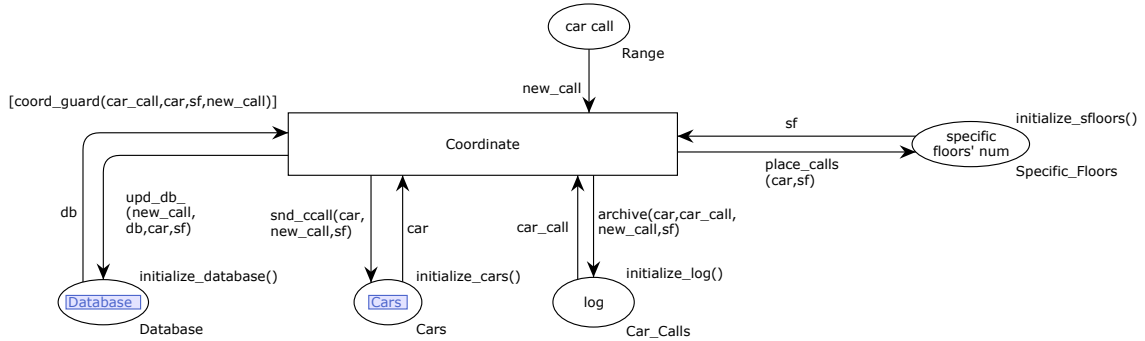 car call
Range
new_call
[coord_guard(car_call,car,sf,new_call)]
Coordinate
sf
initialize_sfloors()
specific
floors' num
Specific_Floors
place_calls
(car,sf)
db
upd_db_
(new_call,
db,car,sf)
snd_ccall(car,
new_call,sf)
car
car_call
archive(car,car_call,
new_call,sf)
initialize_database()
Database
Database
initialize_cars()
Cars
Cars
initialize_log()
log
Car_Calls